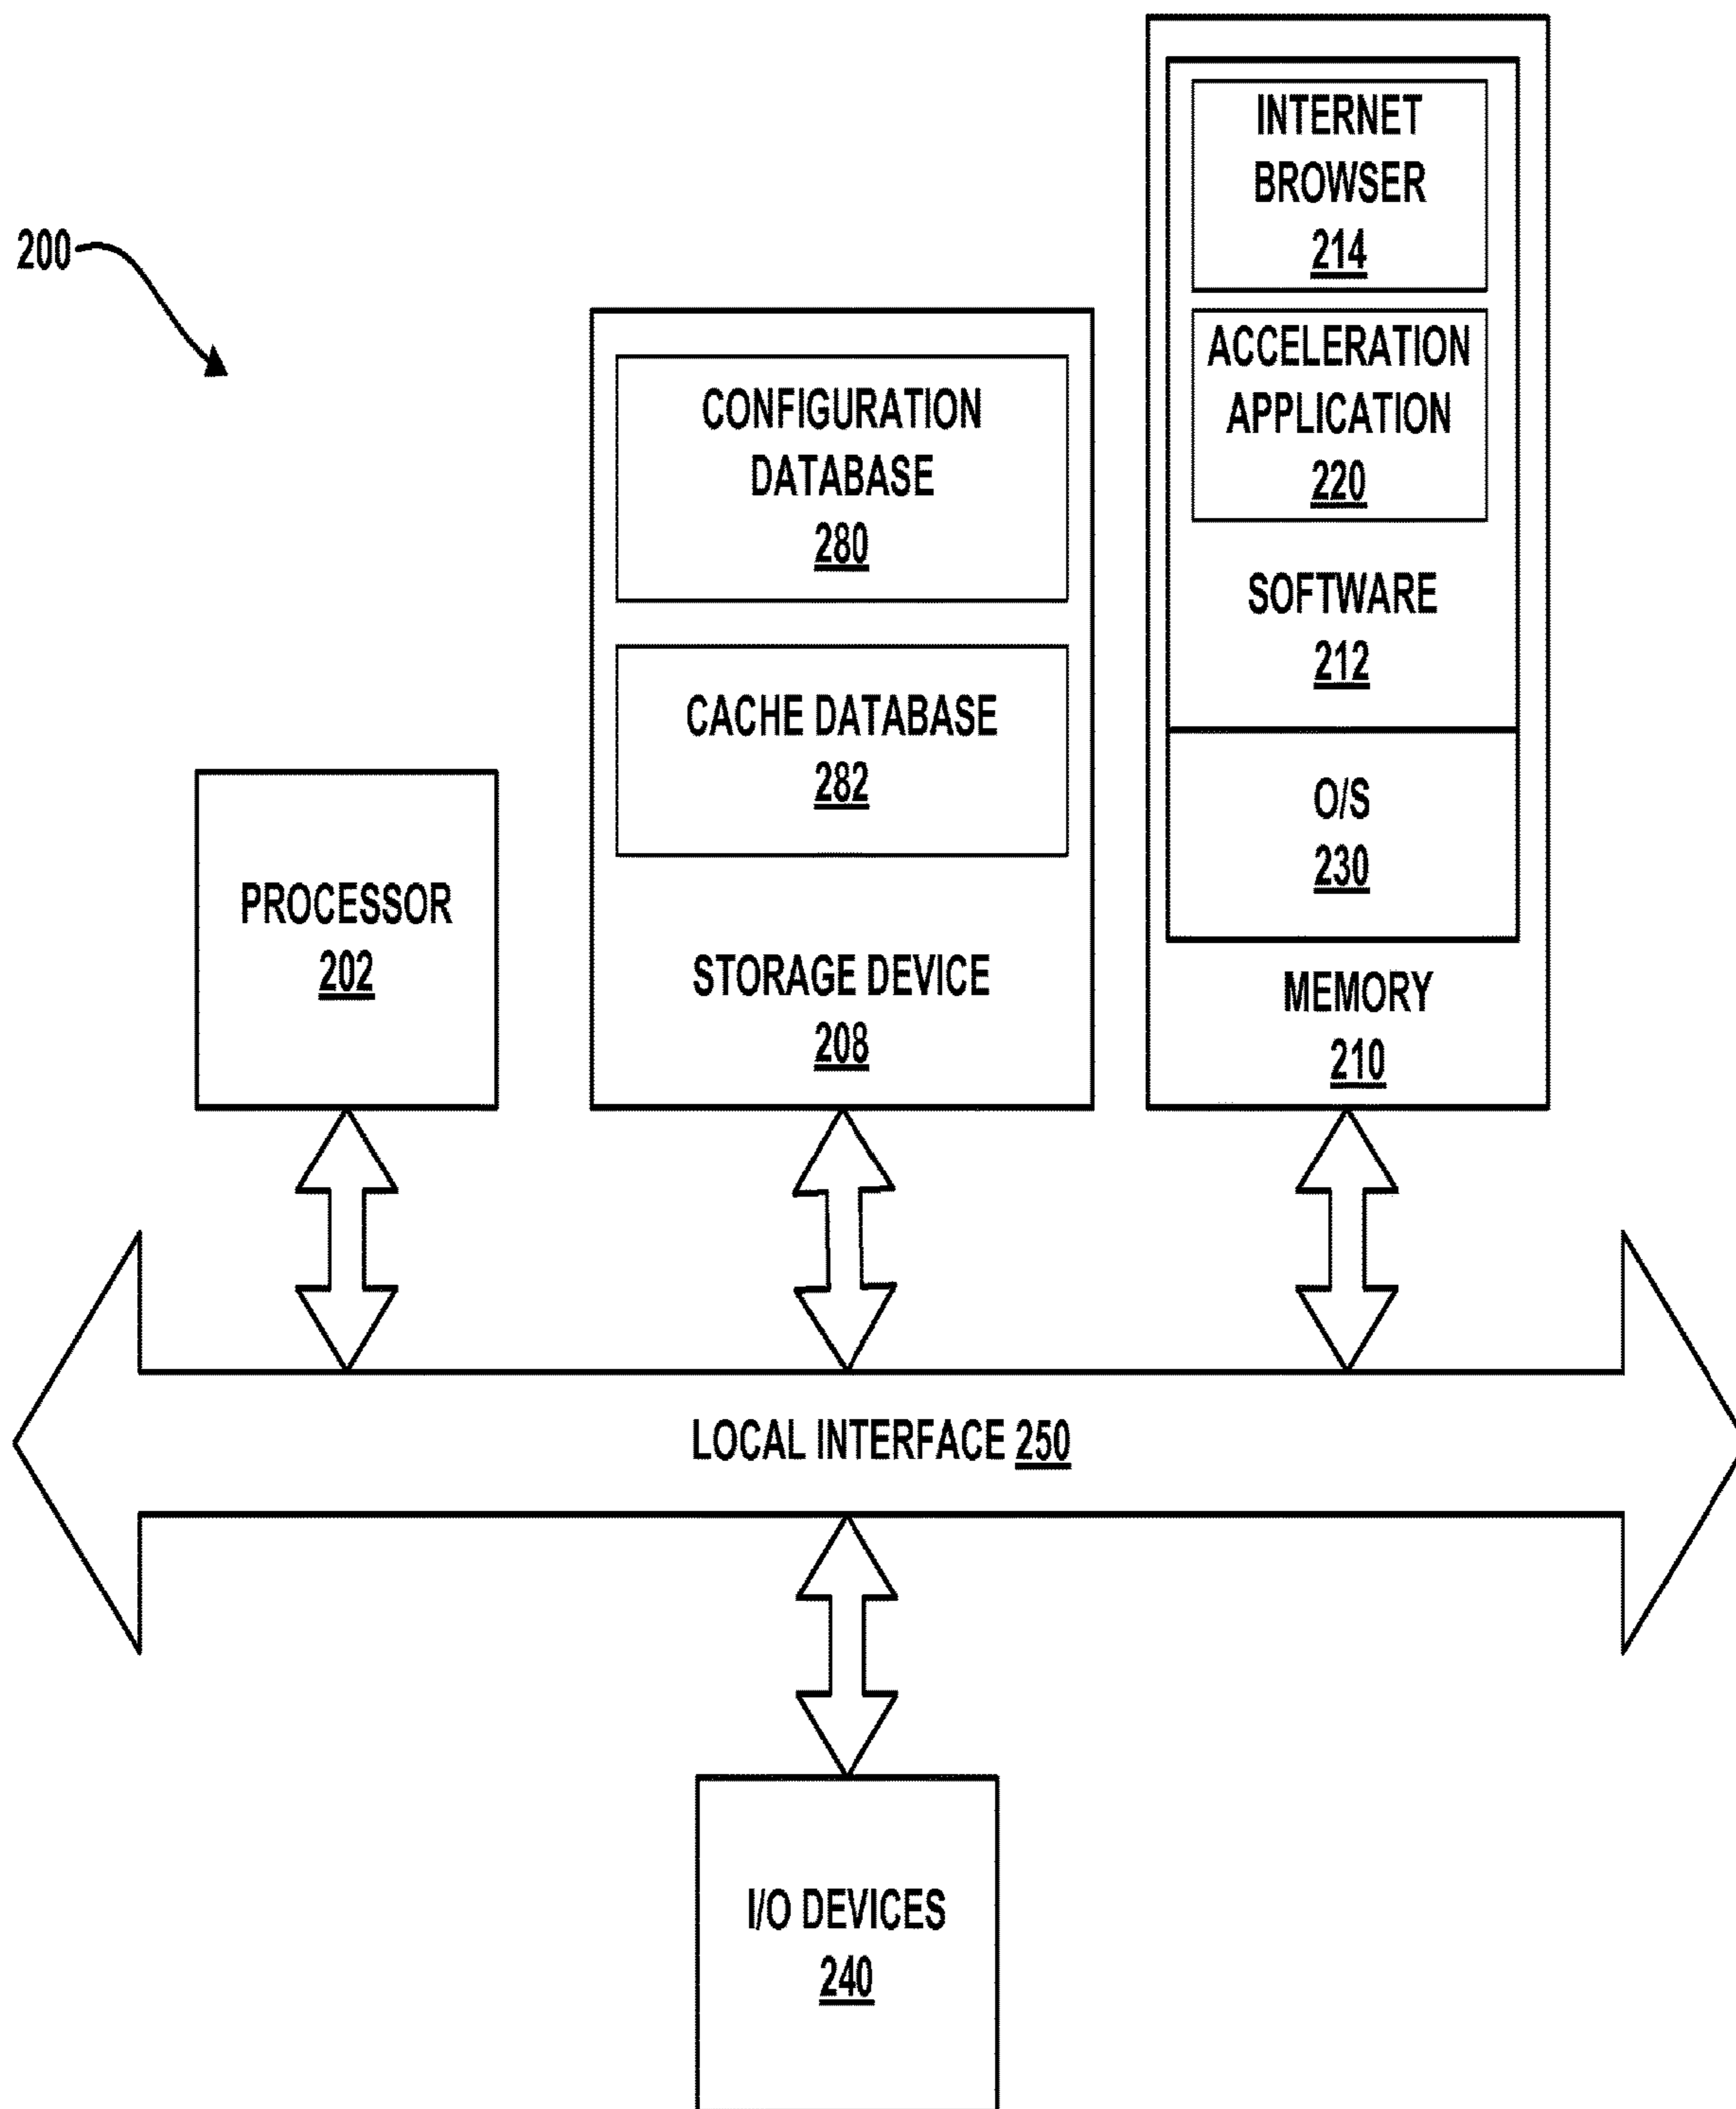 200
INTERNET
BROWSER
214
ACCELERATION
APPLICATION
220
SOFTWARE
212
O/S
230
MEMORY
210
CONFIGURATION
DATABASE
280
CACHE DATABASE
282
STORAGE DEVICE
208
PROCESSOR
202
LOCAL INTERFACE 250
I/O DEVICES
240